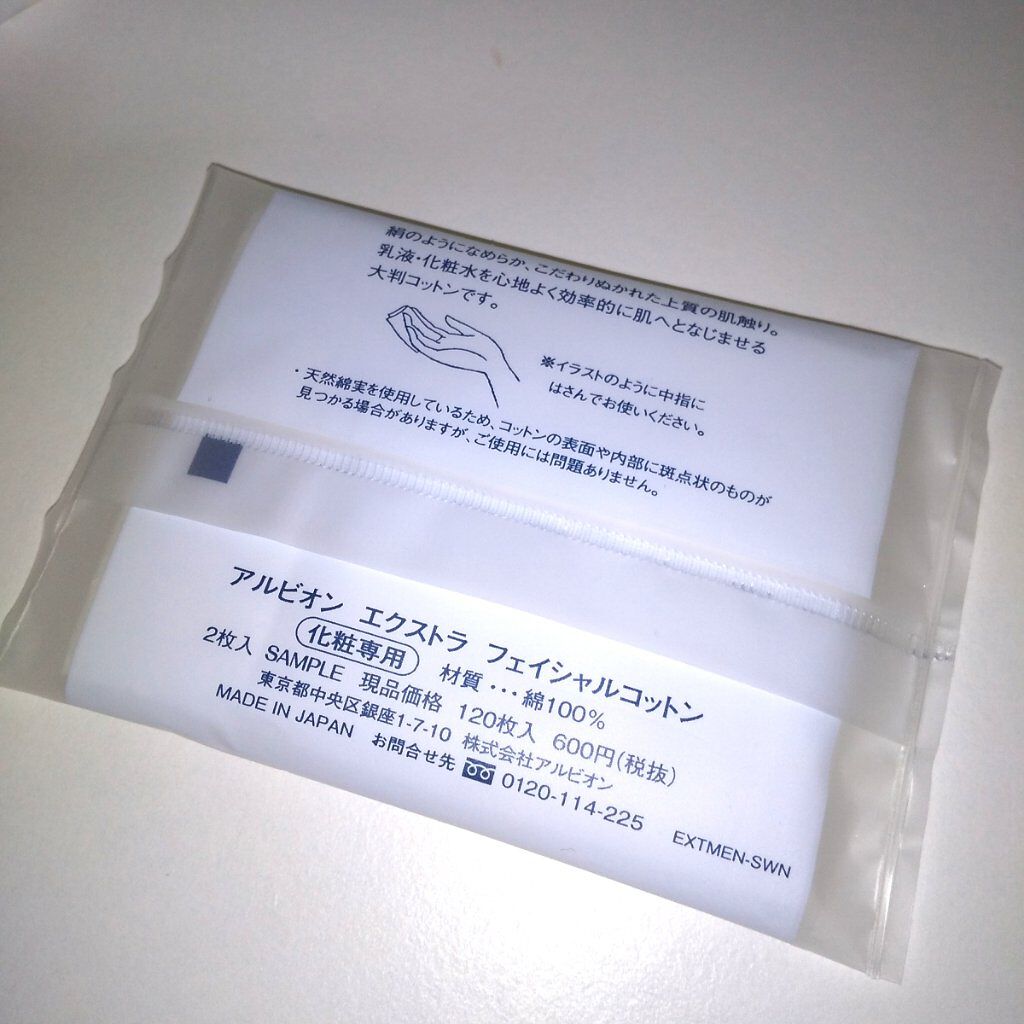 絹のようになめらか、こだわりぬかれた上質の肌触り。
乳液・化粧水を心地よく効率的に肌へとなじませる
大判コットンです。
※イラストのように中指に
はさんでお使いください。
・天然綿実を使用しているため、コットンの表面や内部に斑点状のものが
見つかる場合がありますが、ご使用には問題ありません。
アルビオン エクストラ フェイシャルコットン
化粧専用 材質…綿100%
2枚入 SAMPLE 現品価格 120枚入 600円(税抜)
東京都中央区銀座1-7-10 株式会社アルビオン
MADE IN JAPAN お問合せ先 0120-114-225
EXTMEN-SWN